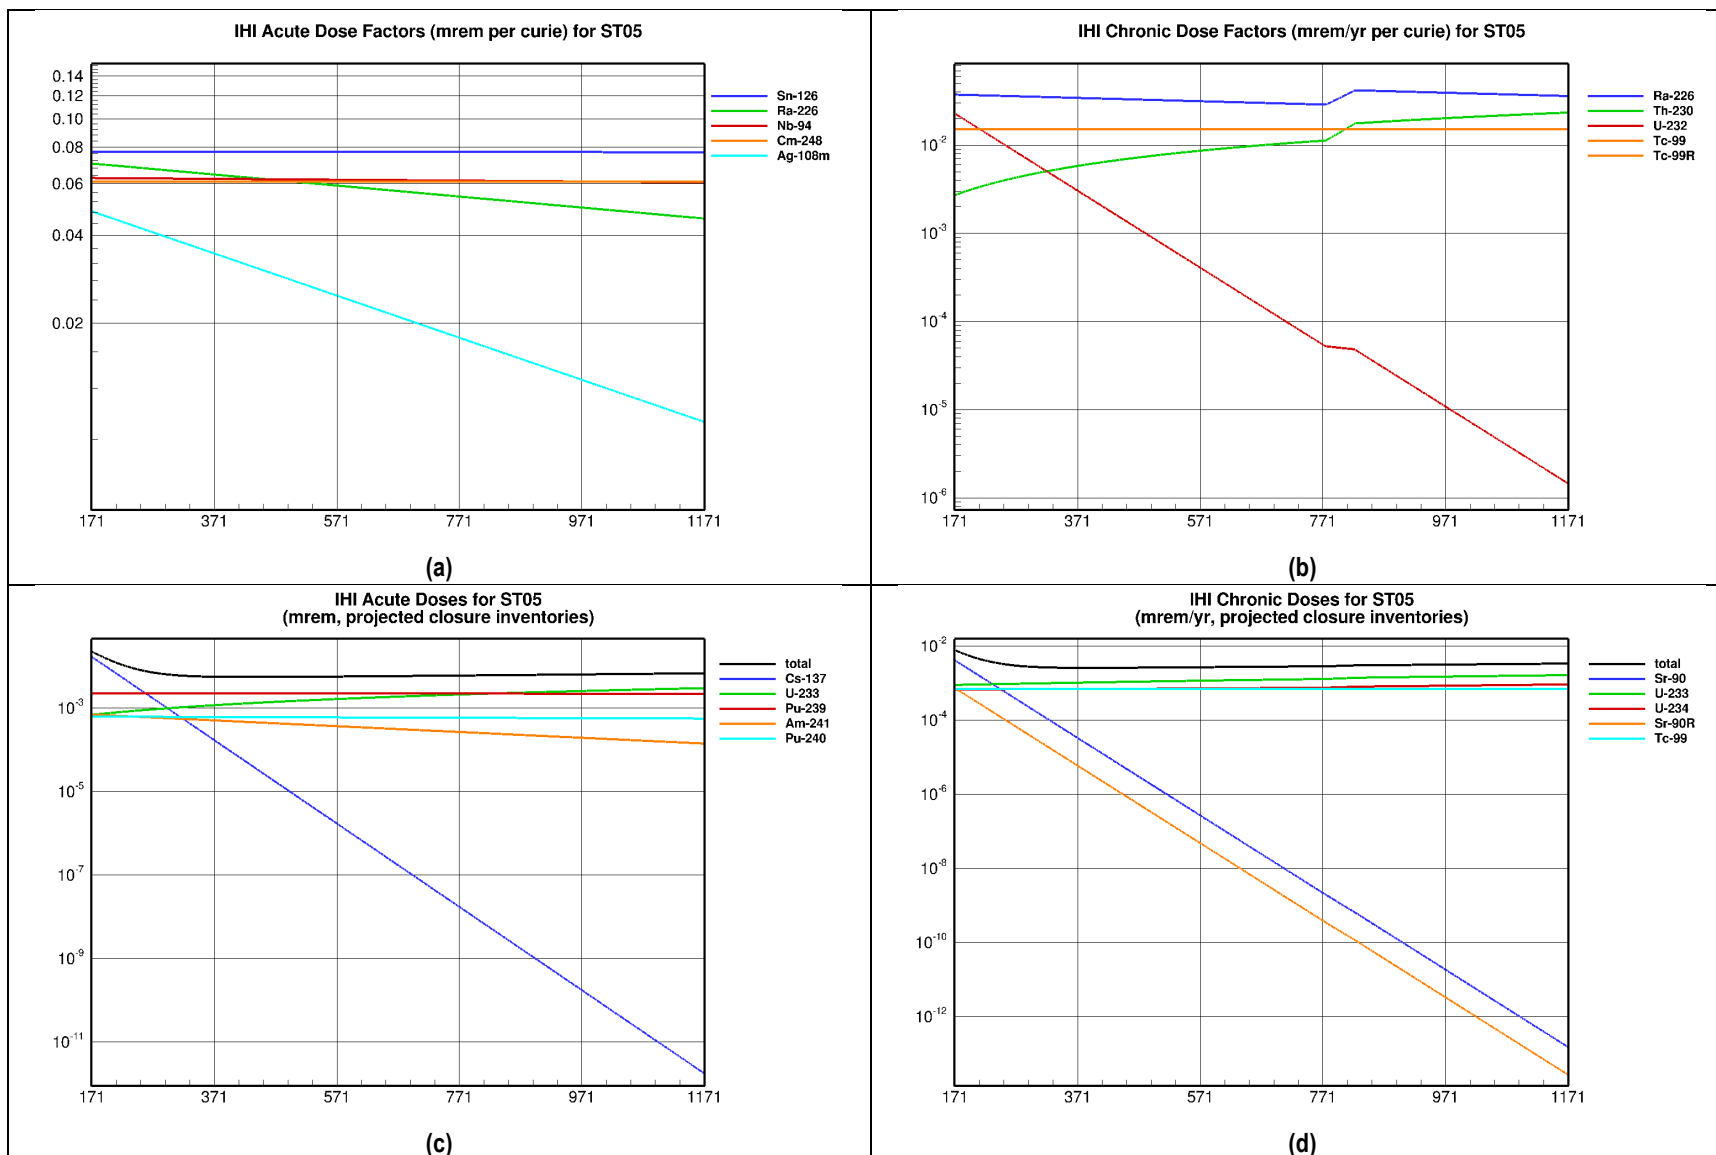 IHI Acute Dose Factors (mrem per curie) for ST05
0.14
0.12
0.10
0.08
0.06
0.04
0.02
171 371 571 771 971 1171
Sn-126
Ra-226
Nb-94
Cm-248
Ag-108m
(a)
IHI Chronic Dose Factors (mrem/yr per curie) for ST05
10-2
10-3
10-4
10-5
10-6
171 371 571 771 971 1171
Ra-226
Th-230
U-232
Tc-99
Tc-99R
(b)
IHI Acute Doses for ST05
(mrem, projected closure inventories)
10-3
10-5
10-7
10-9
10-11
171 371 571 771 971 1171
total
Cs-137
U-233
Pu-239
Am-241
Pu-240
(c)
IHI Chronic Doses for ST05
(mrem/yr, projected closure inventories)
10-2
10-4
10-6
10-8
10-10
10-12
171 371 571 771 971 1171
total
Sr-90
U-233
U-234
Sr-90R
Tc-99
(d)